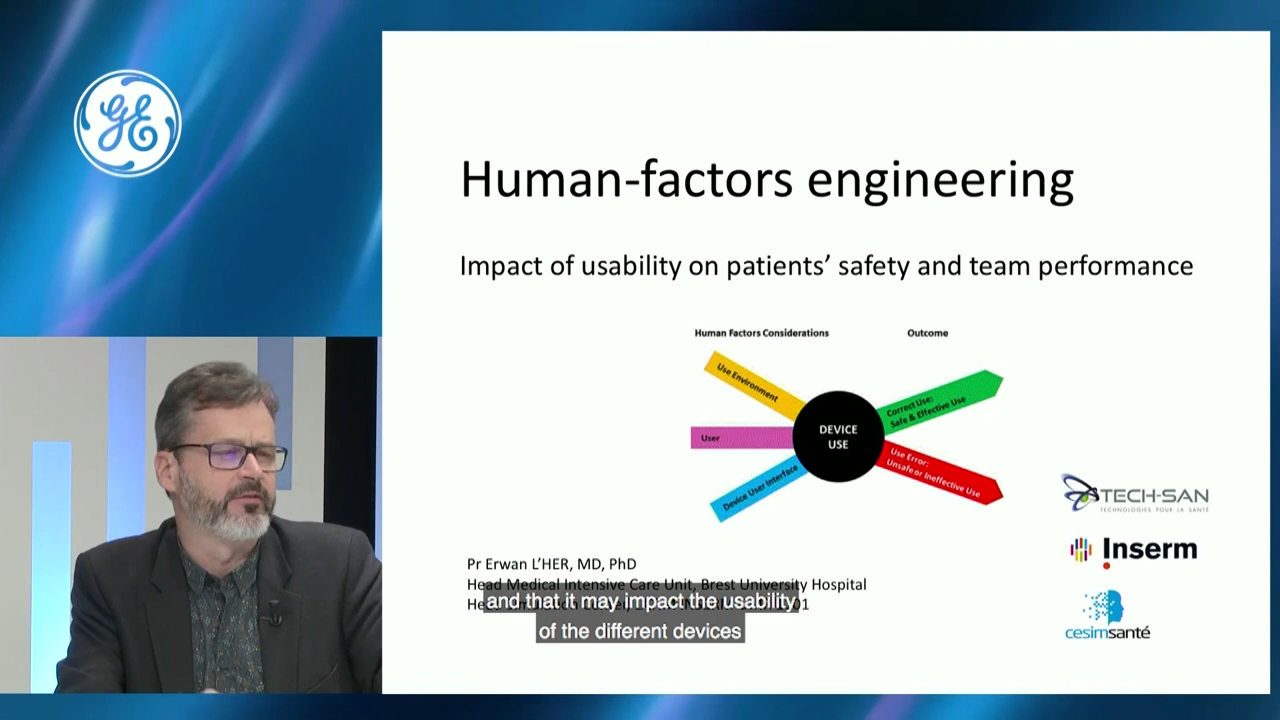 GE
Human-factors engineering
Impact of usability on patients’ safety and team performance
Human Factors Considerations
Outcome
Use Environment
User
Device User Interface
DEVICE
USE
Correct Use:
Safe & Effective Use
Use Error:
Unsafe or Ineffective Use
TECH-SAN
TECHNOLOGIES POUR LA SANTÉ
Inserm
cesimsanté
Pr Erwan L’HER, MD, PhD
Head Medical Intensive Care Unit, Brest University Hospital
and that it may impact the usability
of the different devices